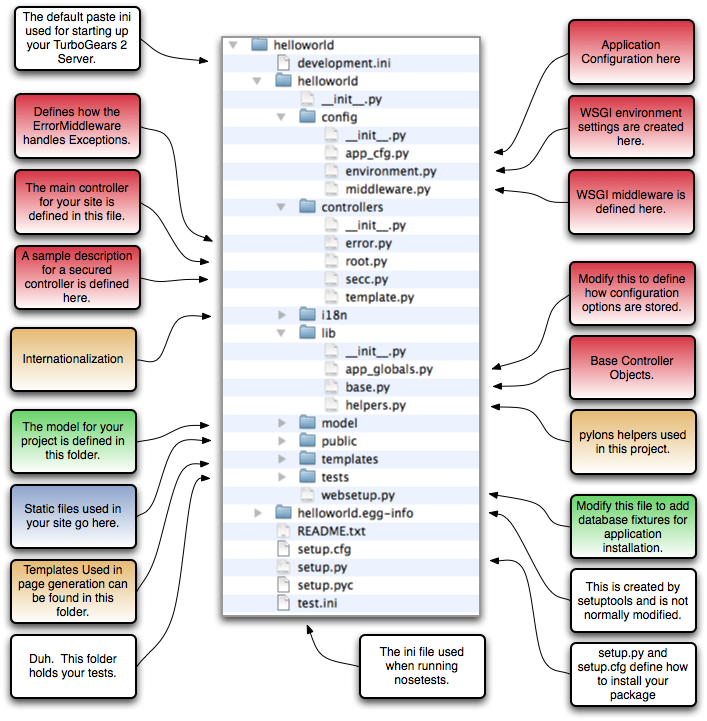 The default paste ini
used for starting up
your TurboGears 2
Server.
Defines how the
ErrorMiddleware
handles Exceptions.
The main controller
for your site is
defined in this file.
A sample description
for a secured
controller is defined
here.
Internationalization
The model for your
project is defined in
this folder.
Static files used in
your site go here.
Templates Used in
page generation can
be found in this
folder.
Duh. This folder
holds your tests.
helloworld
development.ini
helloworld
__init__.py
config
__init__.py
app_cfg.py
environment.py
middleware.py
controllers
__init__.py
error.py
root.py
secc.py
template.py
i18n
lib
__init__.py
app_globals.py
base.py
helpers.py
model
public
templates
tests
websetup.py
helloworld.egg-info
README.txt
setup.cfg
setup.py
setup.pyc
test.ini
The ini file used
when running
nosetests.
Application
Configuration here
WSGI environment
settings are created
here.
WSGI middleware is
defined here.
Modify this to define
how configuration
options are stored.
Base Controller
Objects.
pylons helpers used
in this project.
Modify this file to add
database fixtures for
application
installation.
This is created by
setuptools and is not
normally modified.
setup.py and
setup.cfg define how
to install your
package